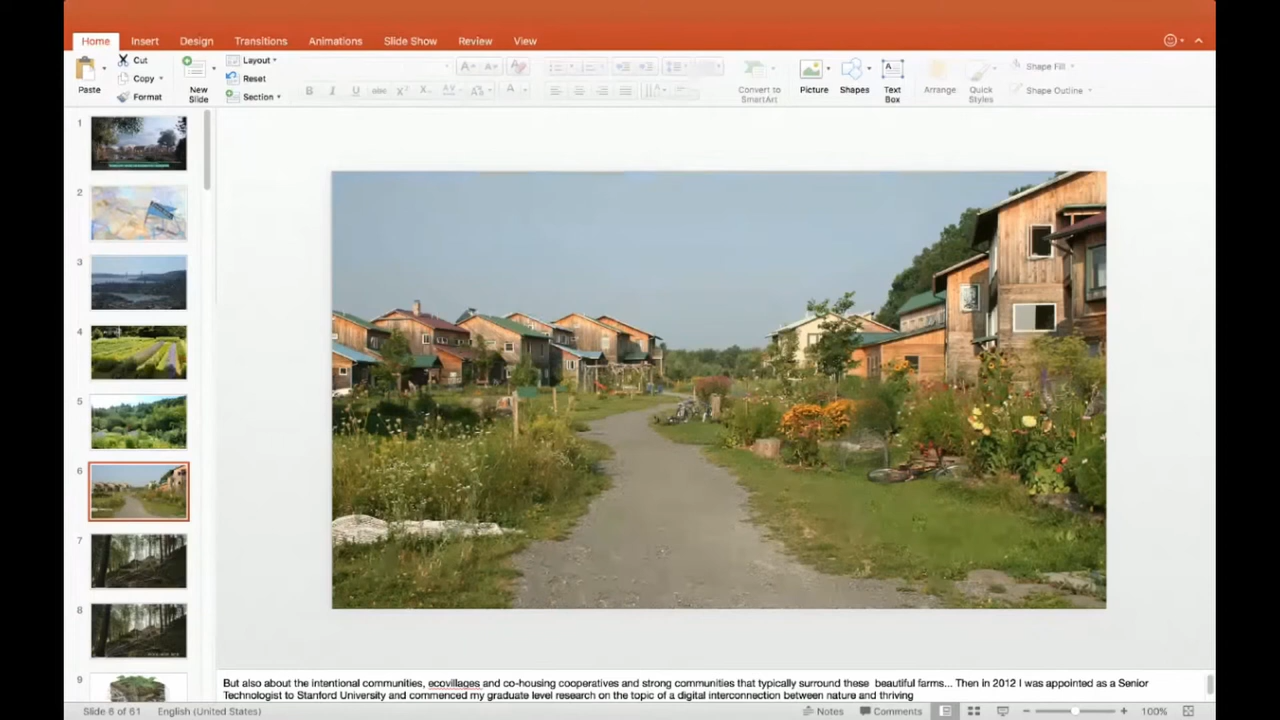 Home Insert Design Transitions Animations Slide Show Review View
Paste
Cut
Copy
Format
New
Slide
Layout
Reset
Section
B I U abc X² X₂ AV
Convert to
SmartArt
Picture
Shapes
Text
Box
Arrange
Quick
Styles
Shape Fill
Shape Outline
1
2
3
4
5
6
7
8
9
But also about the intentional communities, ecovillages and co-housing cooperatives and strong communities that typically surround these beautiful farms... Then in 2012 I was appointed as a Senior
Technologist to Stanford University and commenced my graduate level research on the topic of a digital interconnection between nature and thriving
Slide 6 of 61 English (United States) Notes Comments 100%